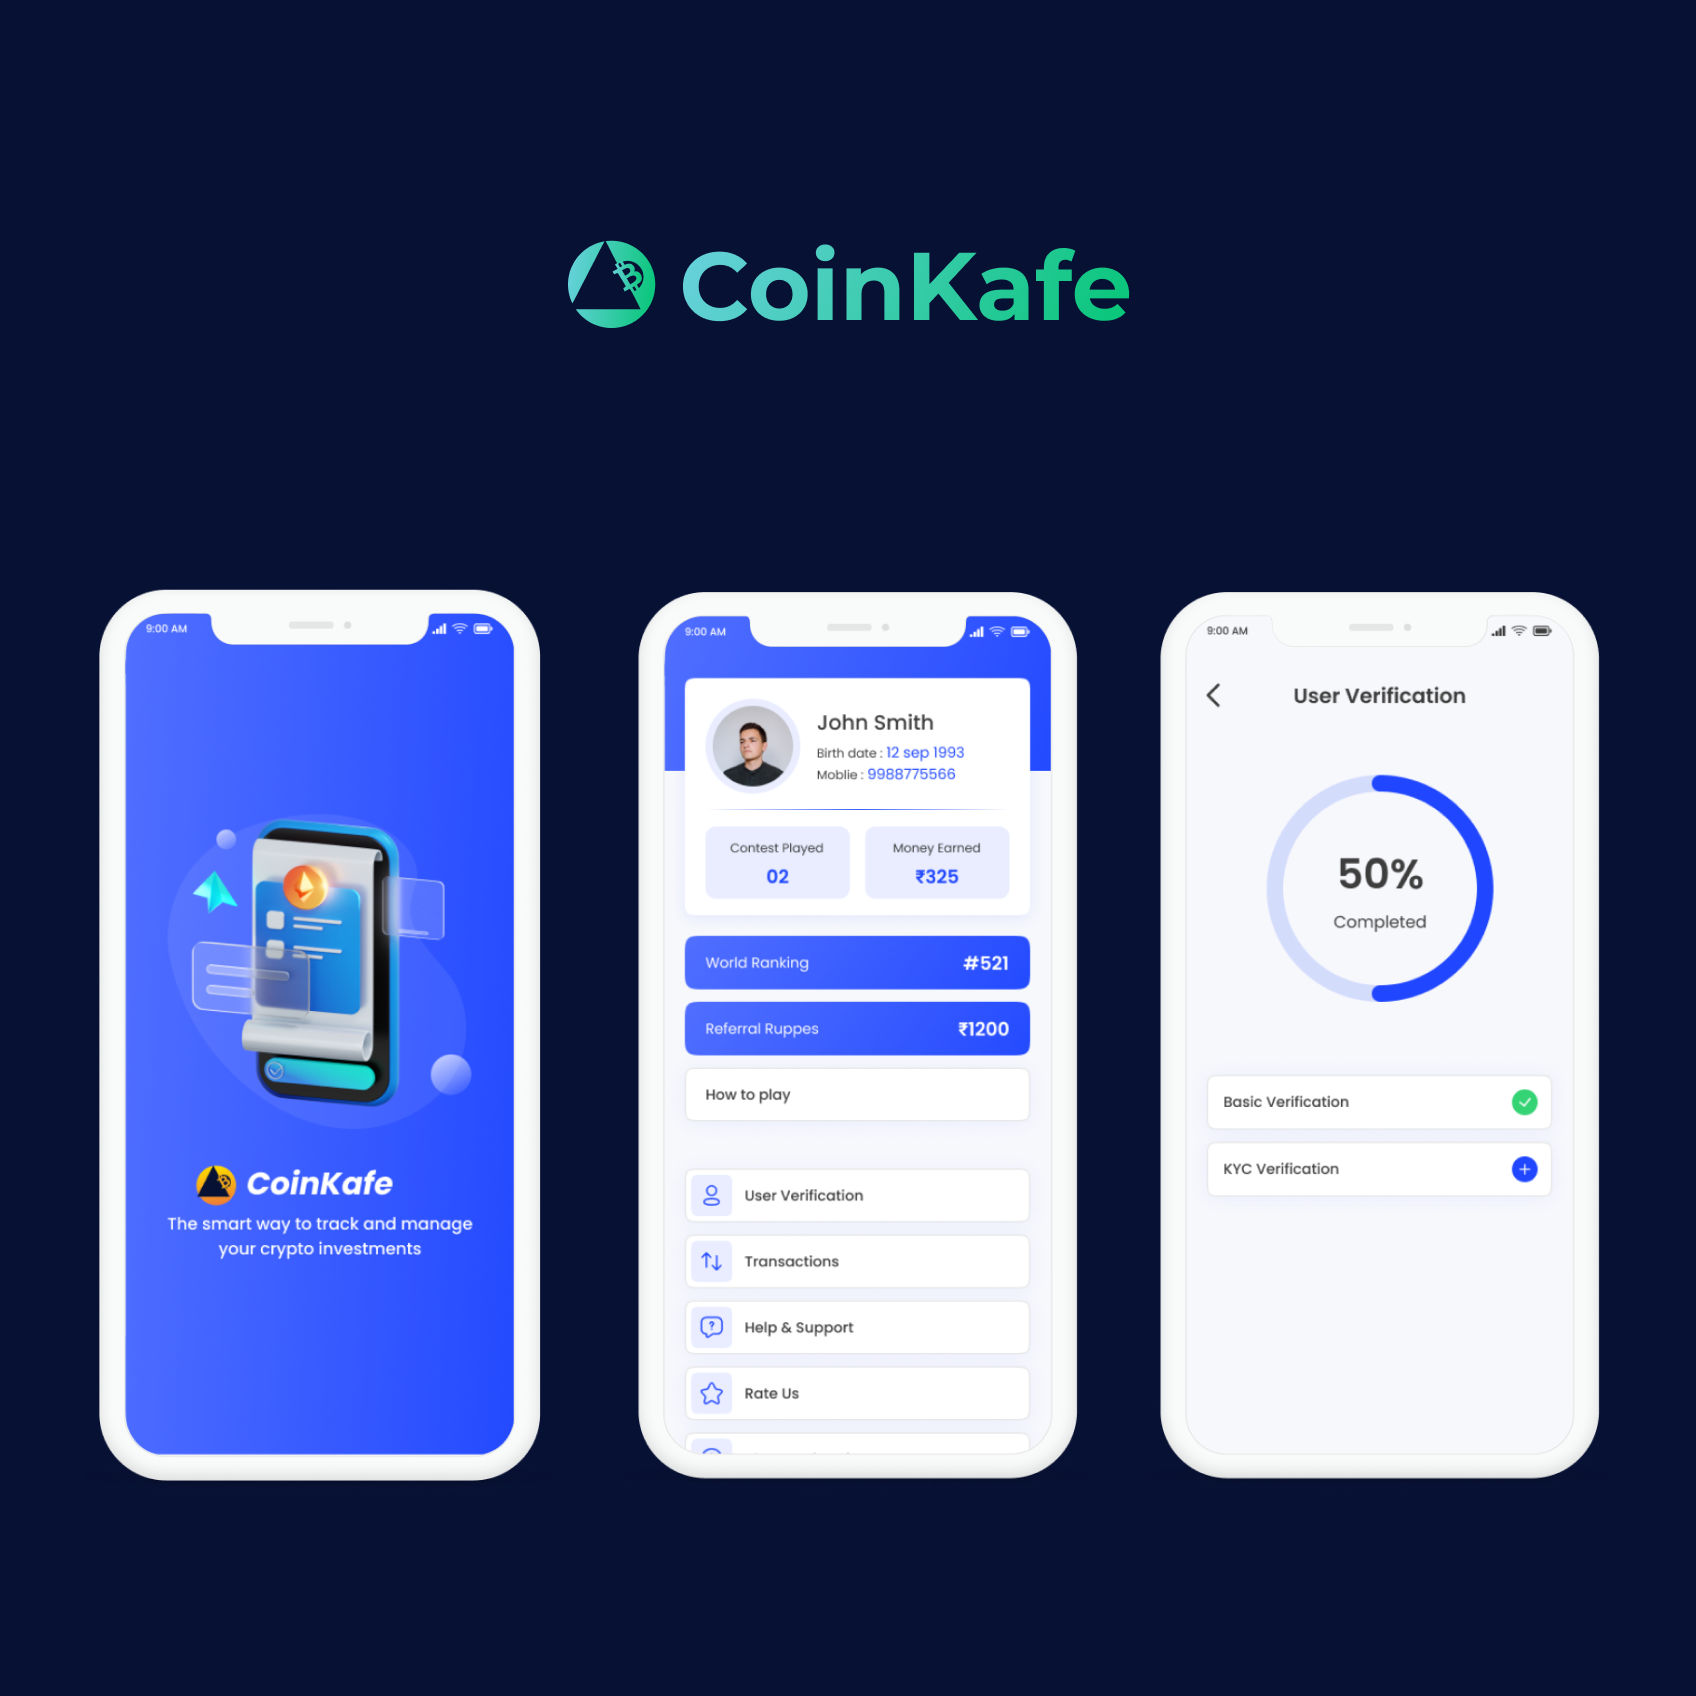 CoinKafe
9:00 AM
CoinKafe
The smart way to track and manage
your crypto investments
9:00 AM
John Smith
Birth date : 12 sep 1993
Moblie : 9988775566
Contest Played
02
Money Earned
₹325
World Ranking
#521
Referral Ruppes
₹1200
How to play
User Verification
Transactions
Help & Support
Rate Us
9:00 AM
User Verification
50%
Completed
Basic Verification
KYC Verification